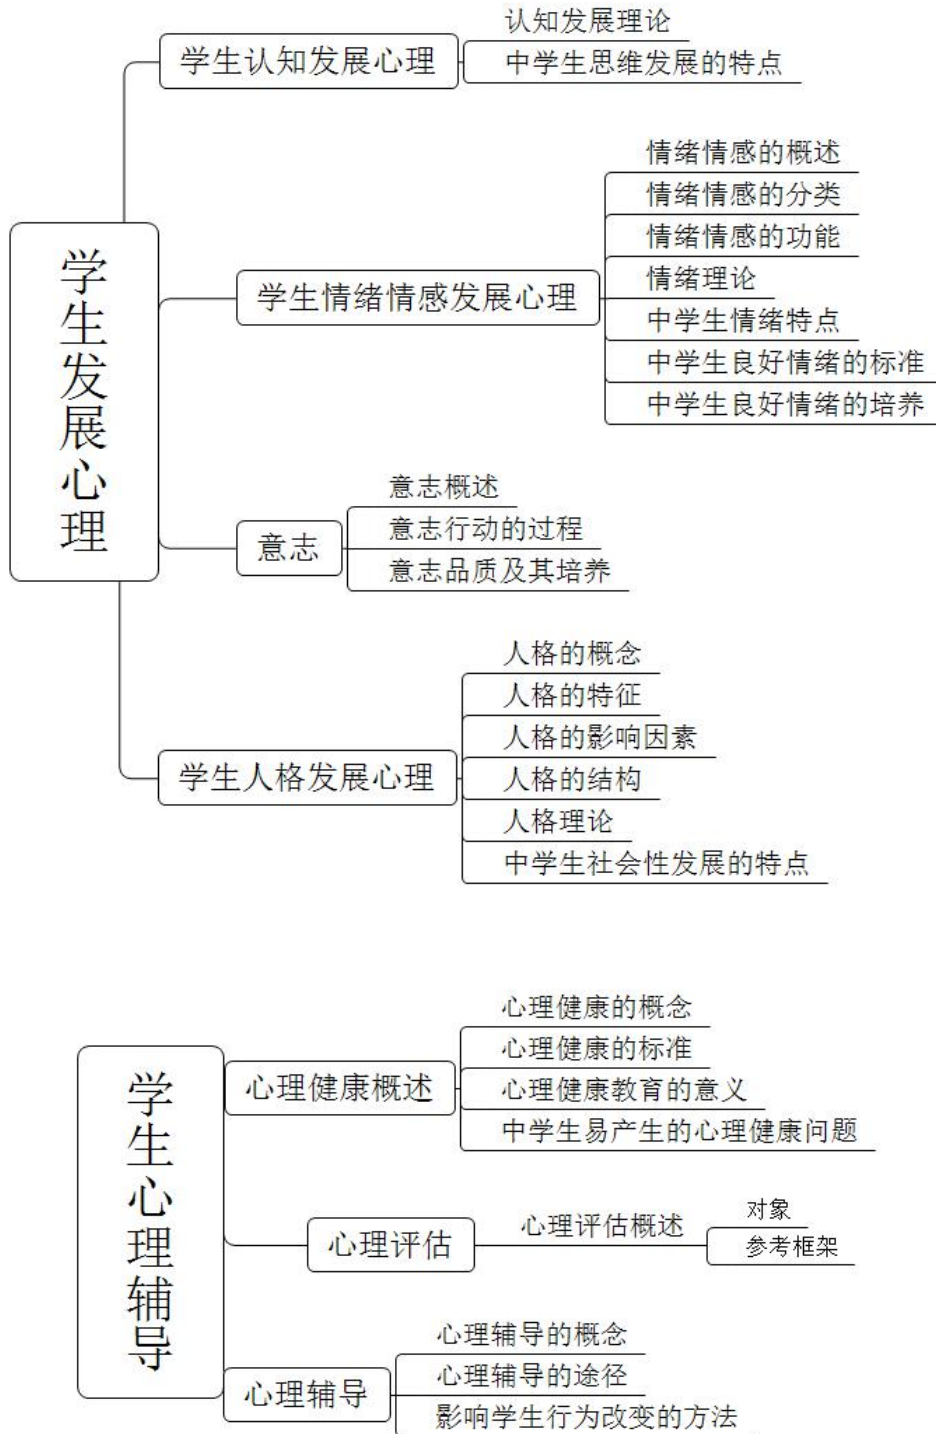 学生发展心理
学生认知发展心理
认知发展理论
中学生思维发展的特点
学生情绪情感发展心理
情绪情感的概述
情绪情感的分类
情绪情感的功能
情绪理论
中学生情绪特点
中学生良好情绪的标准
中学生良好情绪的培养
意志
意志概述
意志行动的过程
意志品质及其培养
学生人格发展心理
人格的概念
人格的特征
人格的影响因素
人格的结构
人格理论
中学生社会性发展的特点
学生心理辅导
心理健康概述
心理健康的概念
心理健康的标准
心理健康教育的意义
中学生易产生的心理健康问题
心理评估
心理评估概述
对象
参考框架
心理辅导
心理辅导的概念
心理辅导的途径
影响学生行为改变的方法